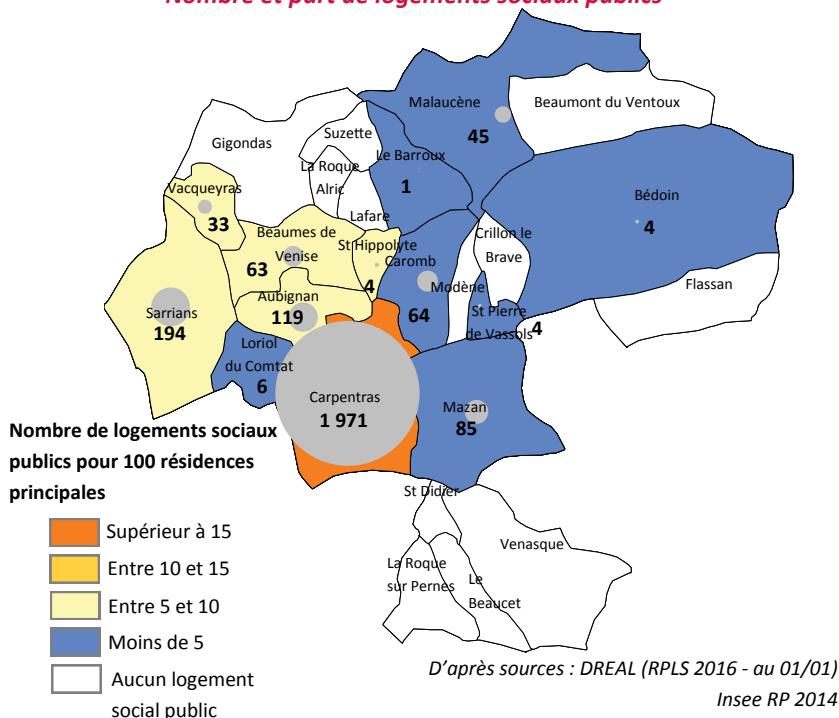 Nombre et part de logements sociaux publics
Malaucène
45
Beaumont du Ventoux
Suzette
Gigondas
Le Barroux
1
La Roque
Alric
Vacqueyras
33
Bédoin
4
Lafare
Beaumes de
Venise
63
St Hippolyte
4
Caromb
64
Crillon le
Brave
Modène
Flassan
Aubignan
119
Sarrians
194
St Pierre
de Vassols
4
Loriol
du Comtat
6
Carpentras
1 971
Mazan
85
Nombre de logements sociaux
publics pour 100 résidences
principales
Supérieur à 15
Entre 10 et 15
Entre 5 et 10
Moins de 5
Aucun logement
social public
St Didier
Venasque
La Roque
sur Pernes
Le
Beaucet
D'après sources : DREAL (RPLS 2016 - au 01/01)
Insee RP 2014